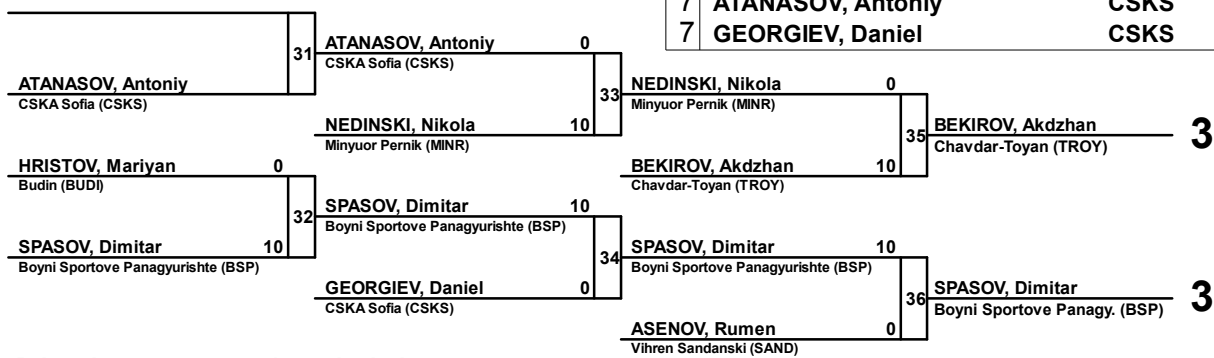 7 ATANASOV, Antoniy CSKS
7 GEORGIEV, Daniel CSKS
31
ATANASOV, Antoniy 0
CSKA Sofia (CSKS)
ATANASOV, Antoniy
CSKA Sofia (CSKS)
33
NEDINSKI, Nikola 0
Minyuor Pernik (MINR)
NEDINSKI, Nikola 10
Minyuor Pernik (MINR)
35
BEKIROV, Akdzhan
Chavdar-Toyan (TROY)
3
HRISTOV, Mariyan 0
Budin (BUDI)
BEKIROV, Akdzhan 10
Chavdar-Toyan (TROY)
32
SPASOV, Dimitar 10
Boyni Sportove Panagyurishte (BSP)
SPASOV, Dimitar 10
Boyni Sportove Panagyurishte (BSP)
34
SPASOV, Dimitar 10
Boyni Sportove Panagyurishte (BSP)
GEORGIEV, Daniel 0
CSKA Sofia (CSKS)
36
SPASOV, Dimitar
Boyni Sportove Panagy. (BSP)
3
ASENOV, Rumen 0
Vihren Sandanski (SAND)